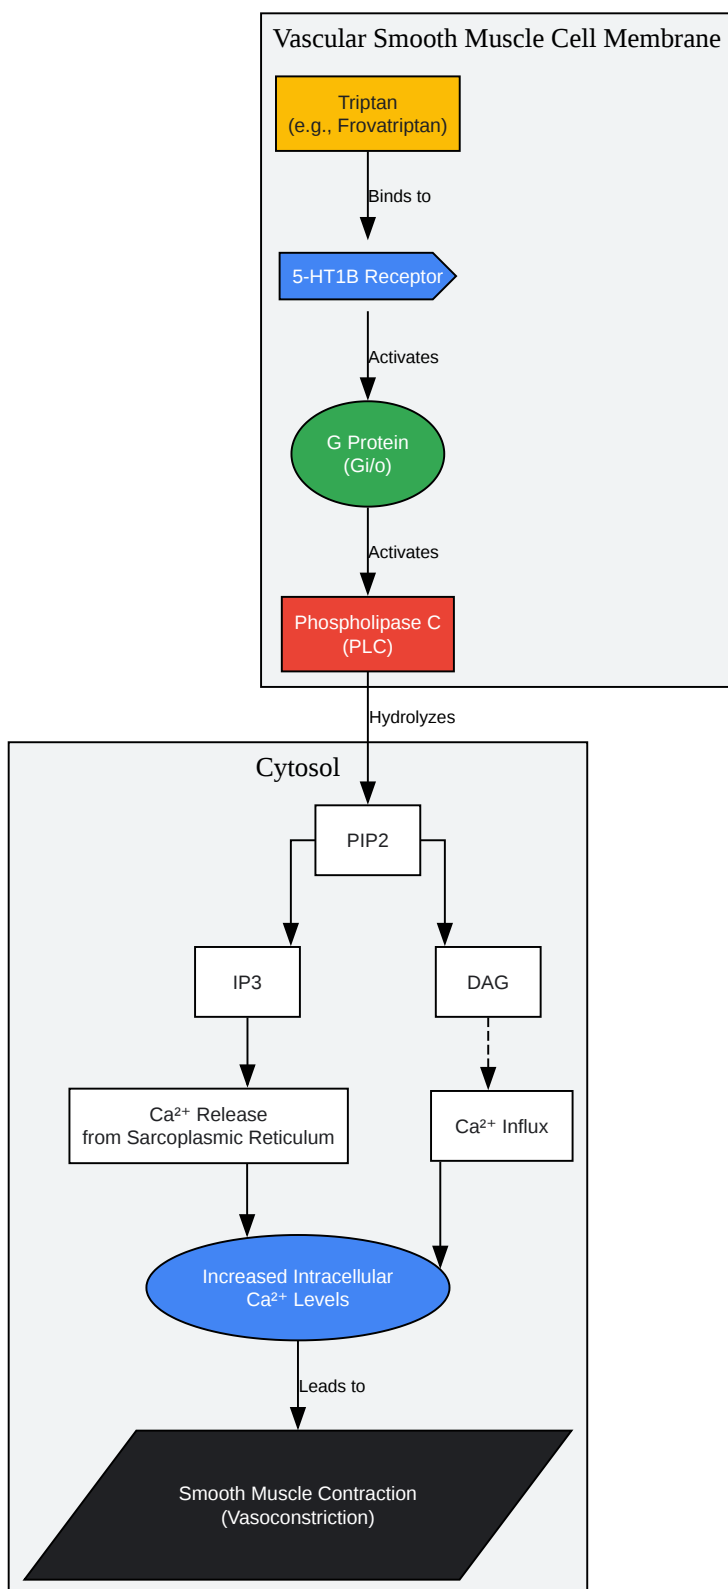 Vascular Smooth Muscle Cell Membrane
Triptan
(e.g., Frovatriptan)
Binds to
5-HT1B Receptor
Activates
G Protein
(Gi/o)
Activates
Phospholipase C
(PLC)
Hydrolyzes
Cytosol
PIP2
IP3
DAG
Ca²⁺ Release
from Sarcoplasmic Reticulum
Ca²⁺ Influx
Increased Intracellular
Ca²⁺ Levels
Leads to
Smooth Muscle Contraction
(Vasoconstriction)